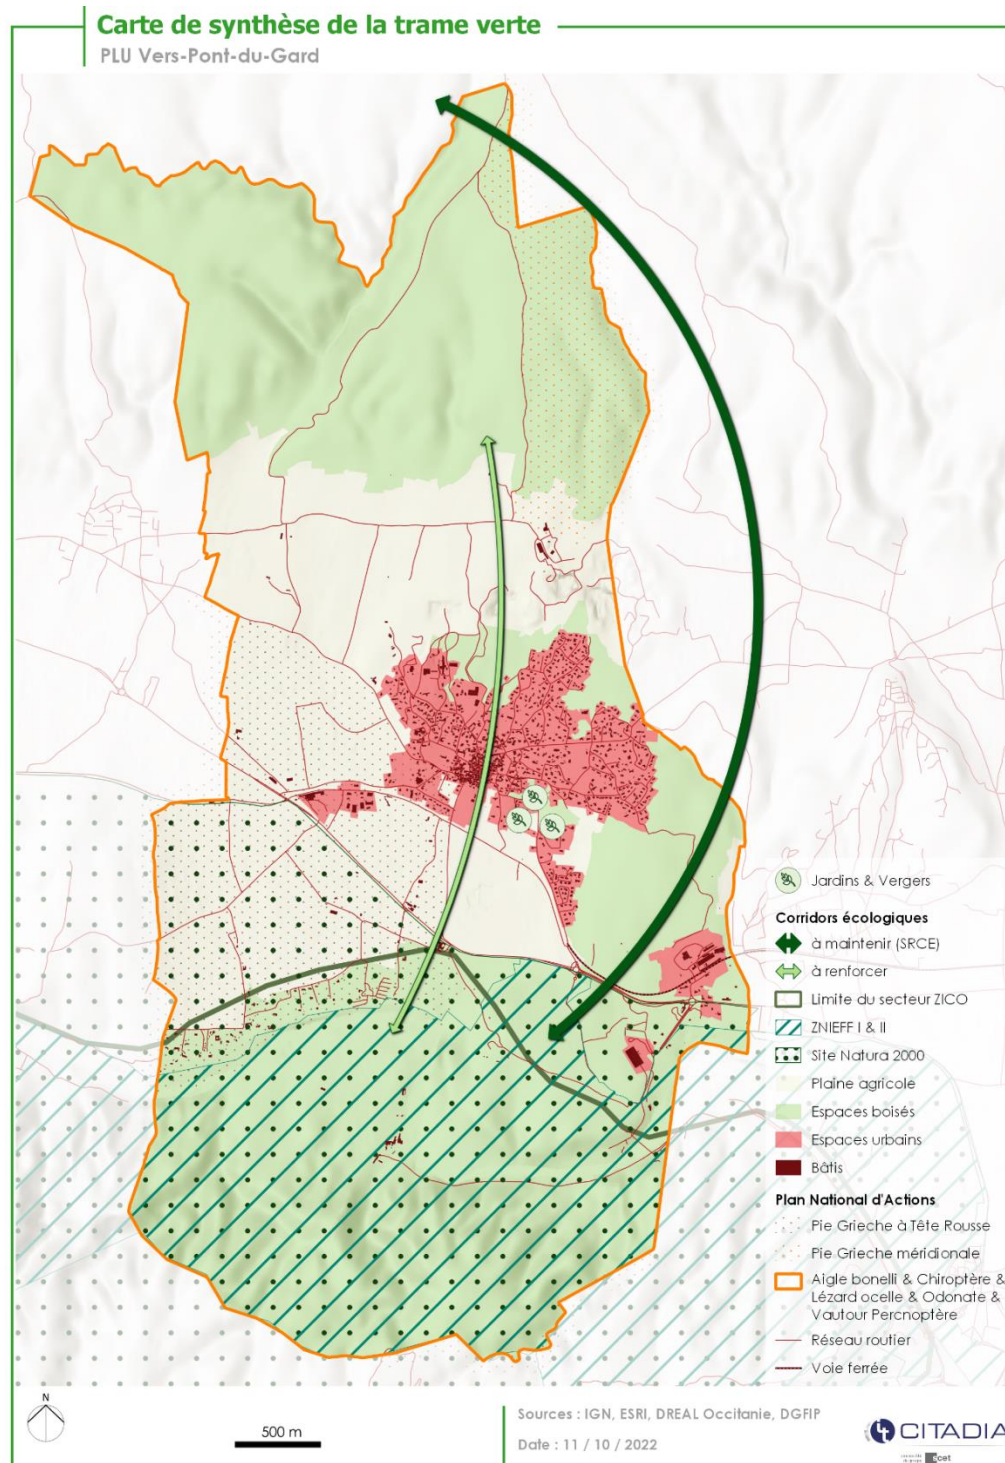 Carte de synthèse de la trame verte
PLU Vers-Pont-du-Gard
Jardins & Vergers
Corridors écologiques
à maintenir (SRCE)
à renforcer
Limite du secteur ZICO
ZNIEFF I & II
Site Natura 2000
Plaine agricole
Espaces boisés
Espaces urbains
Bâtis
Plan National d'Actions
Pie Grieche à Tête Rousse
Pie Grieche méridionale
Aigle bonelli & Chiroptère &
Lézard ocelle & Odonate &
Vautour Percnoptère
Réseau routier
Voie ferrée
N
500 m
Sources : IGN, ESRI, DREAL Occitanie, DGFIP
Date : 11 / 10 / 2022
CITADIA
scet